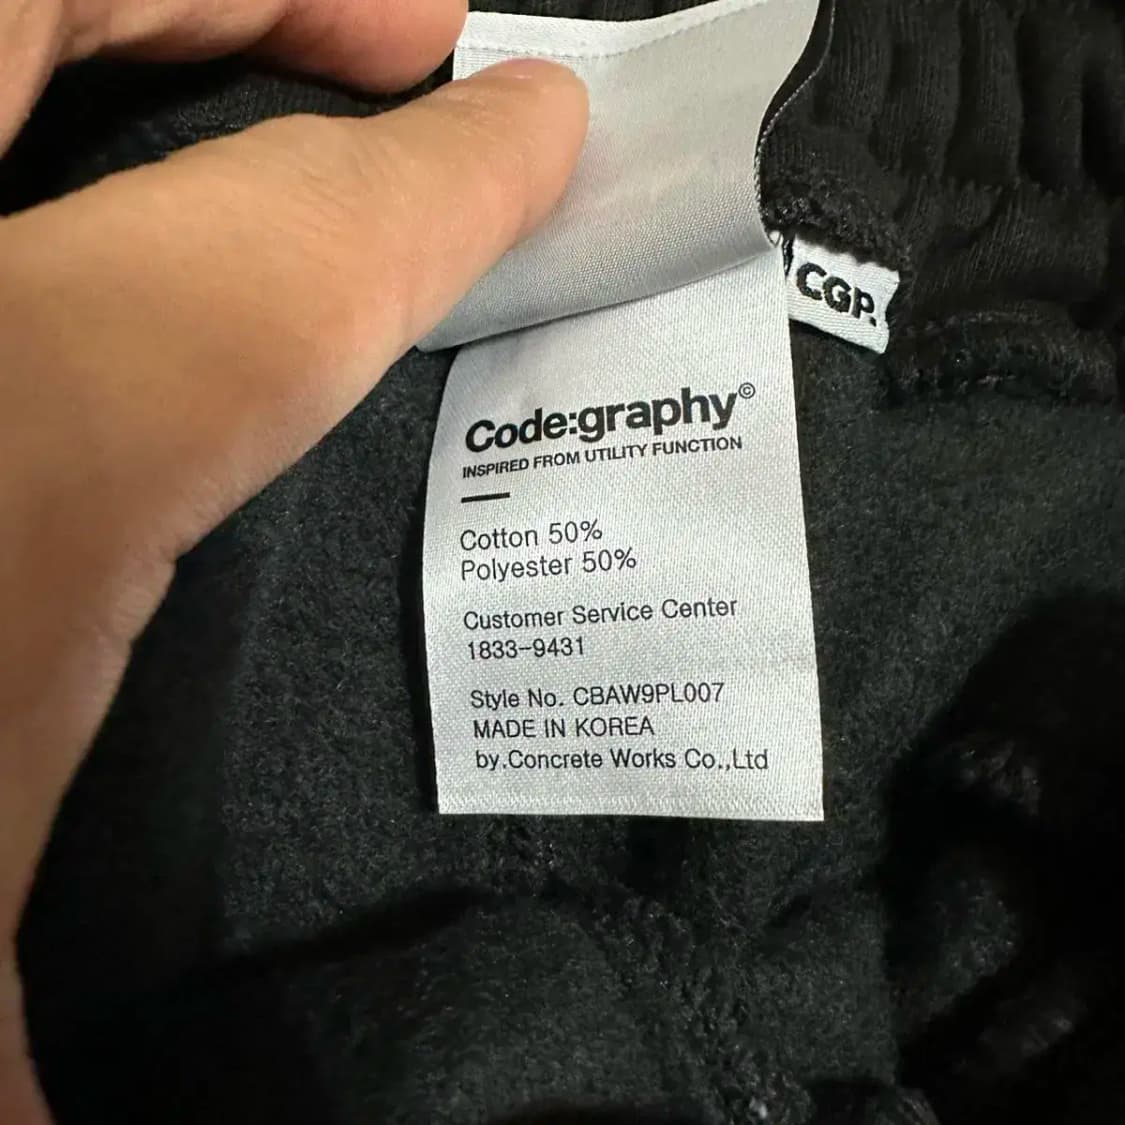 CGP.
Code:graphy©
INSPIRED FROM UTILITY FUNCTION
Cotton 50%
Polyester 50%
Customer Service Center
1833-9431
Style No. CBAW9PL007
MADE IN KOREA
by.Concrete Works Co.,Ltd